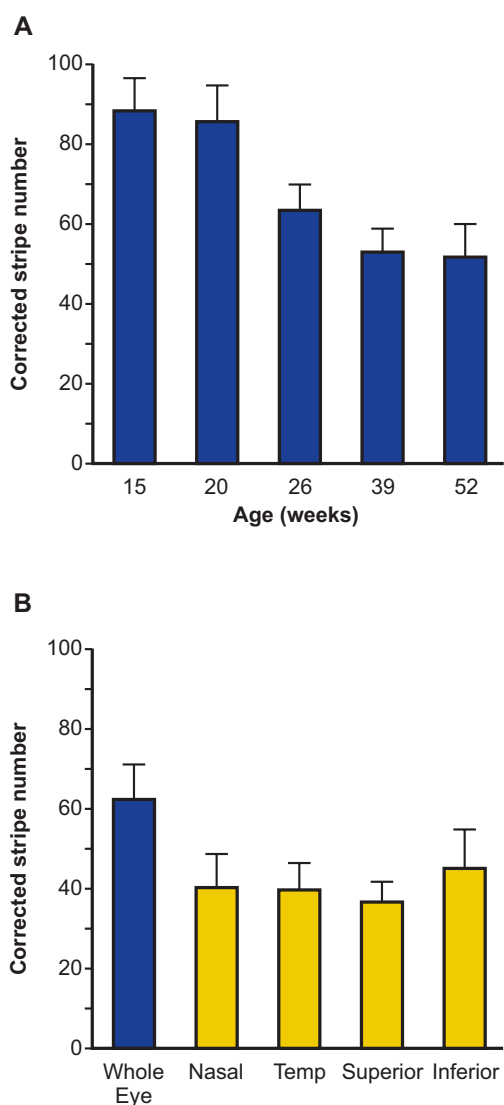 A
Corrected stripe number
100
80
60
40
20
0
15 20 26 39 52
Age (weeks)
B
Corrected stripe number
100
80
60
40
20
0
Whole Eye Nasal Temp Superior Inferior